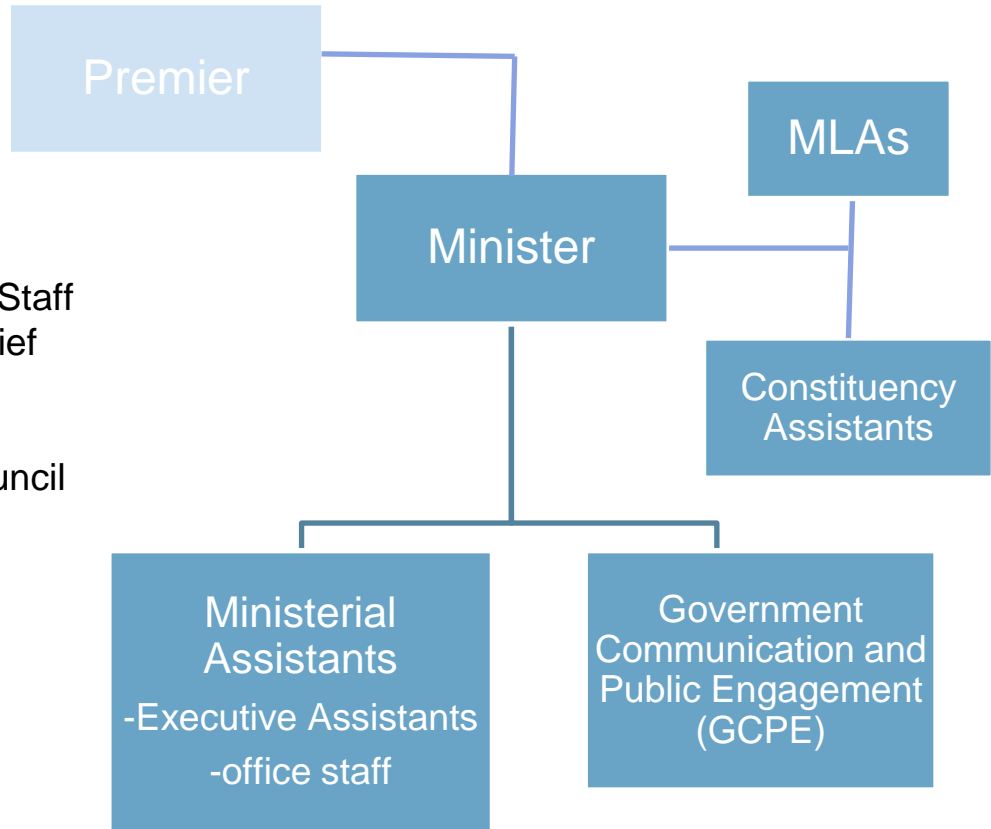 Premier
MLAs
Minister
Staff
ief
uncil
Constituency
Assistants
Ministerial
Assistants
-Executive Assistants
-office staff
Government
Communication and
Public Engagement
(GCPE)